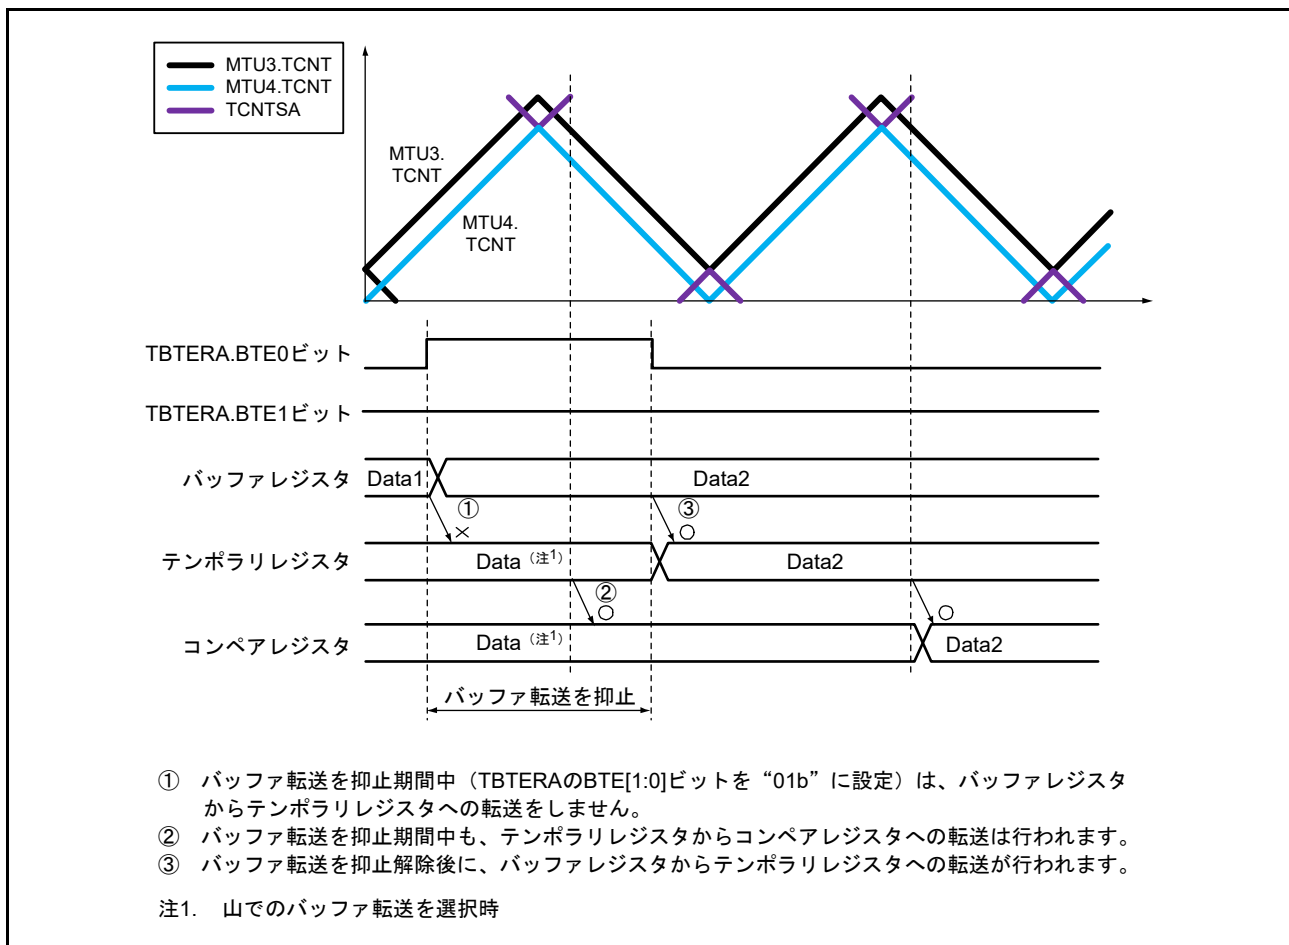 MTU3.TCNT
MTU4.TCNT
TCNTSA
MTU3.
TCNT
MTU4.
TCNT
TBTERA.BTE0ビット
TBTERA.BTE1ビット
バッファレジスタ Data1 Data2
① ③
× ○
テンポラリレジスタ Data（注1） Data2
②
○ ○
コンペアレジスタ Data（注1） Data2
バッファ転送を抑止
① バッファ転送を抑止期間中（TBTERAのBTE[1:0]ビットを“01b”に設定）は、バッファレジスタ
からテンポラリレジスタへの転送をしません。
② バッファ転送を抑止期間中も、テンポラリレジスタからコンペアレジスタへの転送は行われます。
③ バッファ転送を抑止解除後に、バッファレジスタからテンポラリレジスタへの転送が行われます。
注1. 山でのバッファ転送を選択時